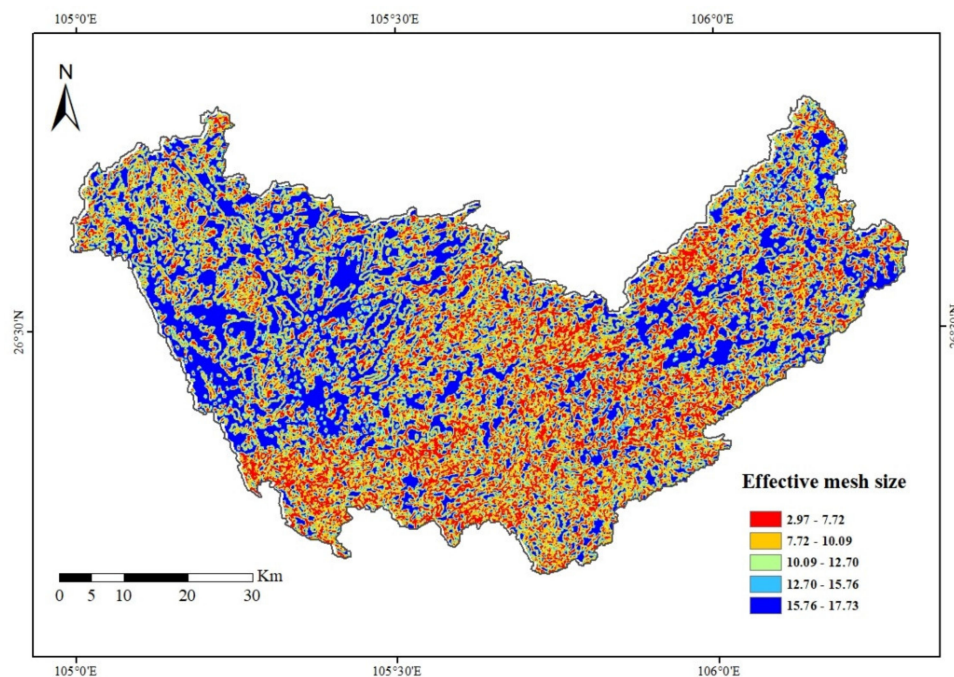 105°0'E 105°30'E 106°0'E
N
26°30'N 26°30'N
Effective mesh size
2.97 - 7.72
7.72 - 10.09
10.09 - 12.70
12.70 - 15.76
15.76 - 17.73
Km
0 5 10 20 30
105°0'E 105°30'E 106°0'E